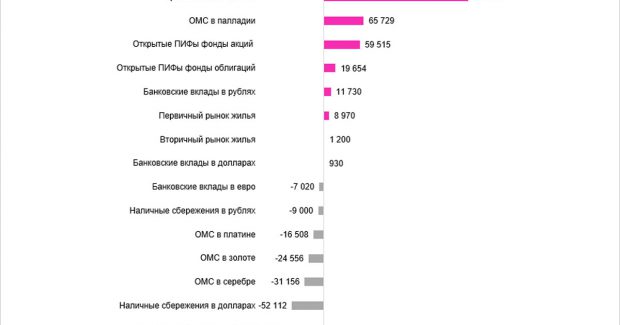 ОМС в палладии 65 729
Открытые ПИФы фонды акций 59 515
Открытые ПИФы фонды облигаций 19 654
Банковские вклады в рублях 11 730
Первичный рынок жилья 8 970
Вторичный рынок жилья 1 200
Банковские вклады в долларах 930
Банковские вклады в евро -7 020
Наличные сбережения в рублях -9 000
ОМС в платине -16 508
ОМС в золоте -24 556
ОМС в серебре -31 156
Наличные сбережения в долларах -52 112